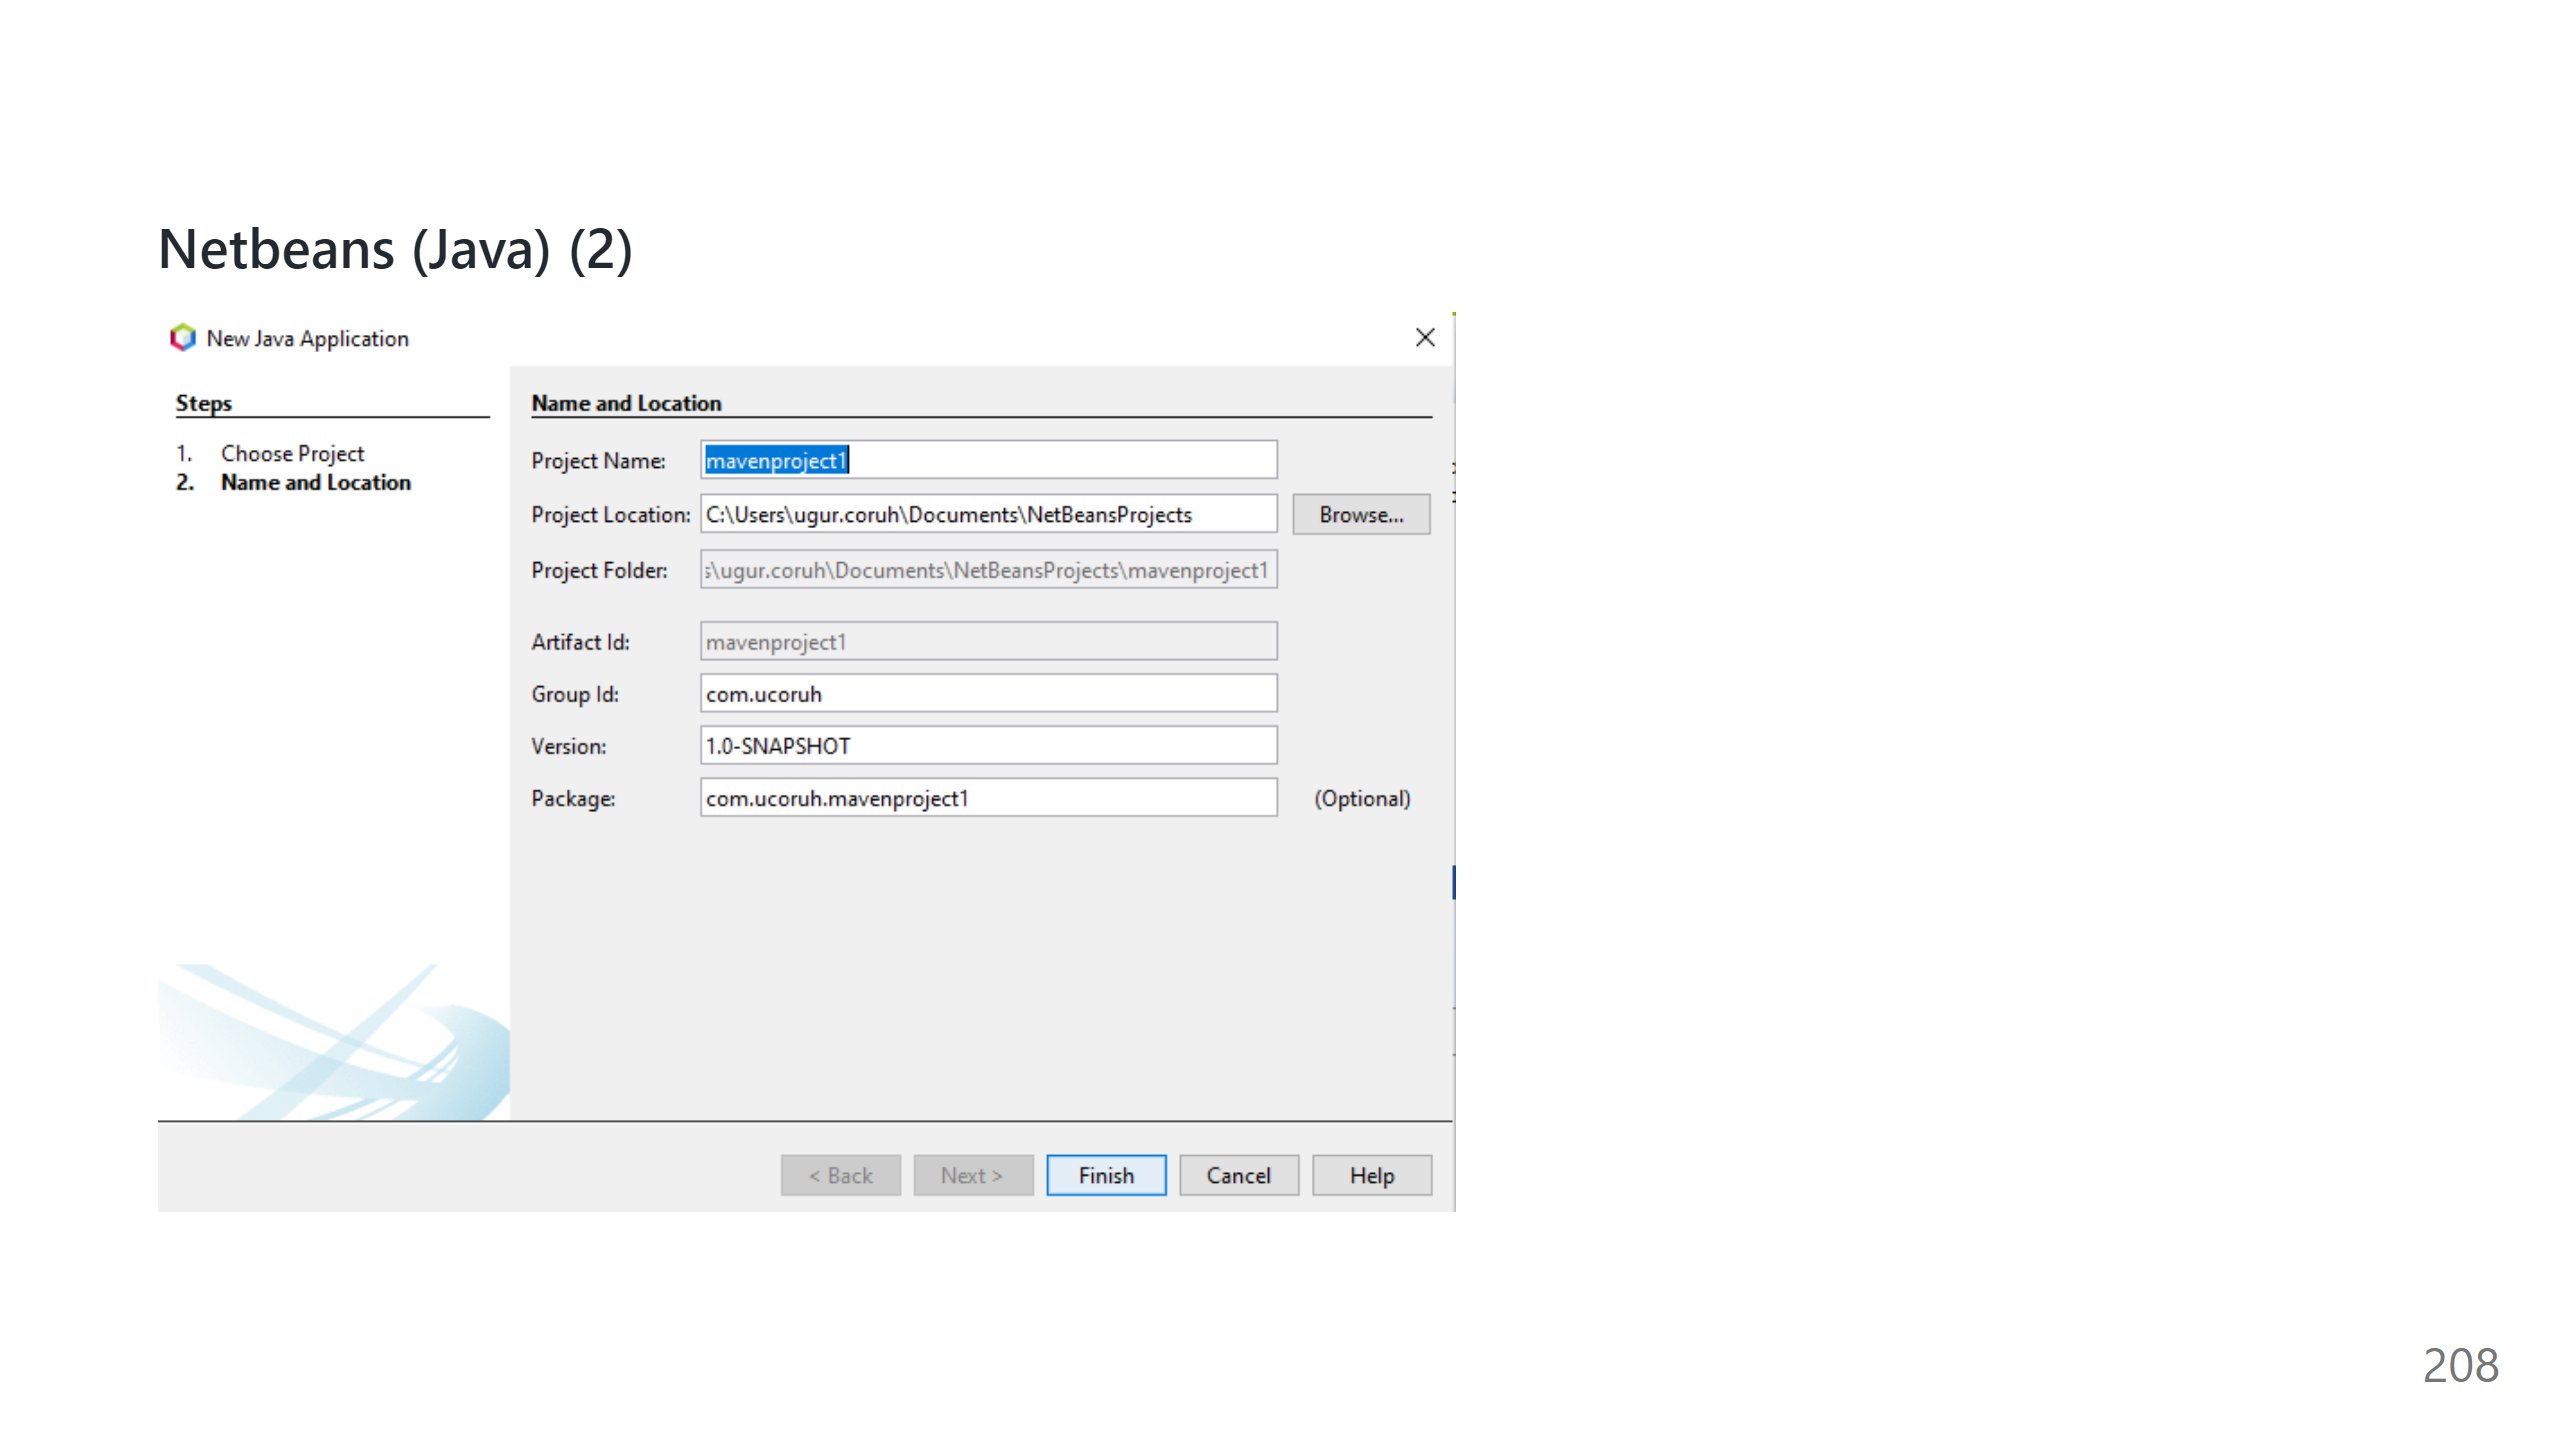 Netbeans (Java) (2)
New Java Application
Steps
1. Choose Project
2. Name and Location
Name and Location
Project Name: mavenproject1
Project Location: C:\Users\ugur.coruh\Documents\NetBeansProjects Browse...
Project Folder: s\ugur.coruh\Documents\NetBeansProjects\mavenproject1
Artifact Id: mavenproject1
Group Id: com.ucoruh
Version: 1.0-SNAPSHOT
Package: com.ucoruh.mavenproject1 (Optional)
< Back Next > Finish Cancel Help
208